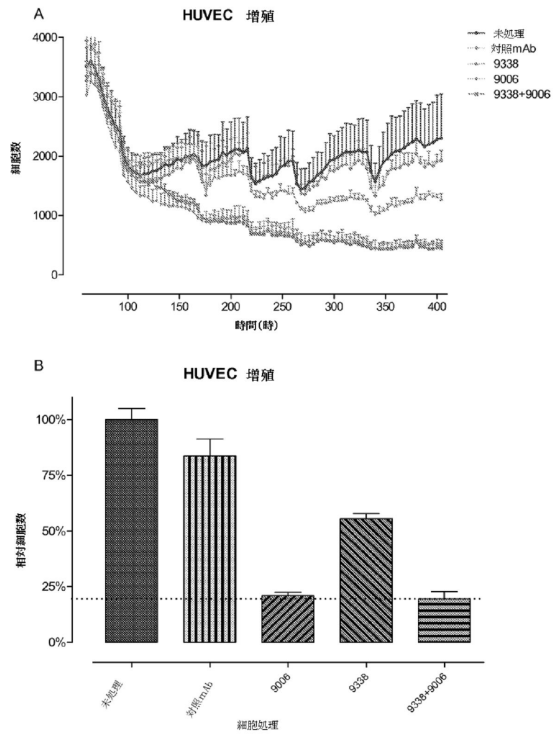 A
HUVEC 増殖
未処理
対照mAb
9338
9006
9338+9006
細胞数
4000
3000
2000
1000
0
100
150
200
250
300
350
400
時間(時)
B
HUVEC 増殖
相対細胞数
100%
75%
50%
25%
0%
未処理
対照mAb
9006
9338
9338+9006
細胞処理